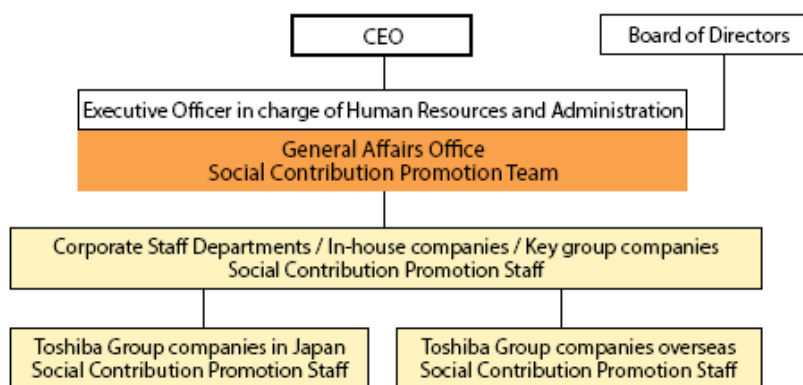 CEO
Board of Directors
Executive Officer in charge of Human Resources and Administration
General Affairs Office
Social Contribution Promotion Team
Corporate Staff Departments / In-house companies / Key group companies
Social Contribution Promotion Staff
Toshiba Group companies in Japan
Social Contribution Promotion Staff
Toshiba Group companies overseas
Social Contribution Promotion Staff